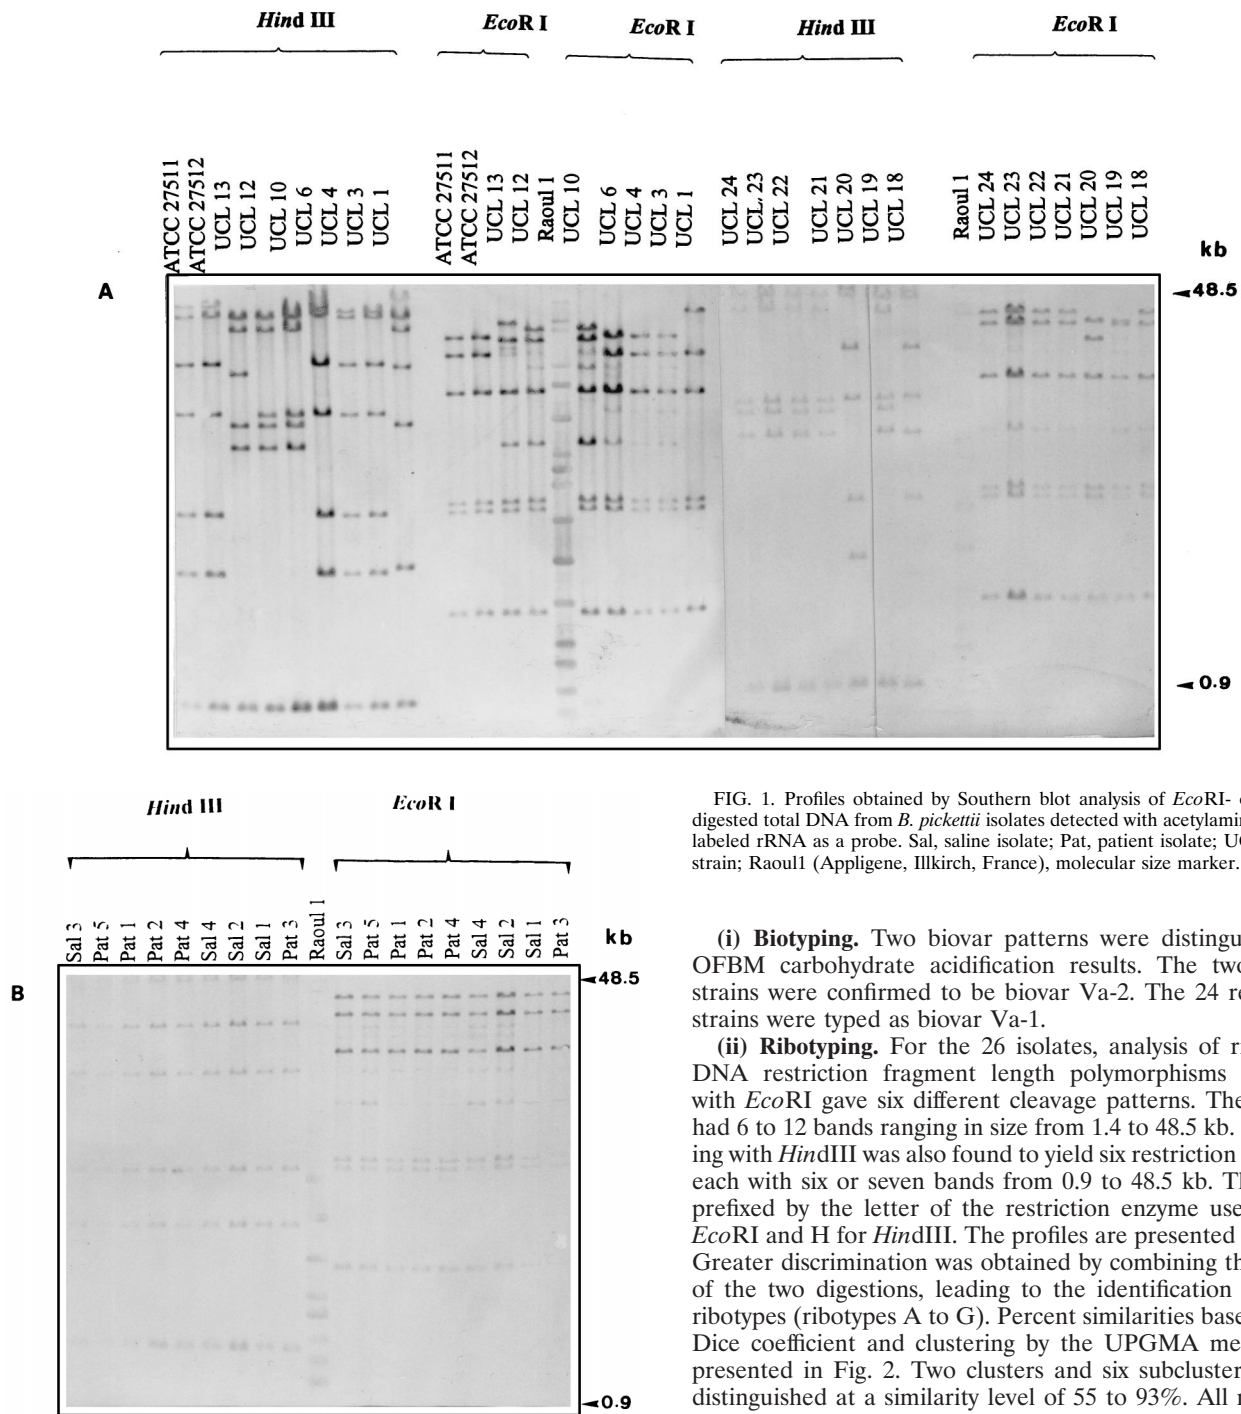 Hind III
EcoR I
EcoR I
Hind III
EcoR I
ATCC 27511
ATCC 27512
UCL 13
UCL 12
UCL 10
UCL 6
UCL 4
UCL 3
UCL 1
ATCC 27511
ATCC 27512
UCL 13
UCL 12
Raoul 1
UCL 10
UCL 6
UCL 4
UCL 3
UCL 1
UCL 24
UCL, 23
UCL 22
UCL 21
UCL 20
UCL 19
UCL 18
Raoul 1
UCL 24
UCL 23
UCL 22
UCL 21
UCL 20
UCL 19
UCL 18
kb
A
48.5
0.9
Hind III
EcoR I
Sal 3
Pat 5
Pat 1
Pat 2
Pat 4
Sal 4
Sal 2
Sal 1
Pat 3
Raoul 1
Sal 3
Pat 5
Pat 1
Pat 2
Pat 4
Sal 4
Sal 2
Sal 1
Pat 3
kb
B
48.5
0.9
FIG. 1. Profiles obtained by Southern blot analysis of EcoRI-
digested total DNA from B. pickettii isolates detected with acetylamin
labeled rRNA as a probe. Sal, saline isolate; Pat, patient isolate; U
strain; Raoul1 (Appligene, Illkirch, France), molecular size marker.
(i) Biotyping. Two biovar patterns were distingu
OFBM carbohydrate acidification results. The two
strains were confirmed to be biovar Va-2. The 24 re
strains were typed as biovar Va-1.
(ii) Ribotyping. For the 26 isolates, analysis of r
DNA restriction fragment length polymorphisms
with EcoRI gave six different cleavage patterns. The
had 6 to 12 bands ranging in size from 1.4 to 48.5 kb.
ing with HindIII was also found to yield six restriction
each with six or seven bands from 0.9 to 48.5 kb. T
prefixed by the letter of the restriction enzyme use
EcoRI and H for HindIII. The profiles are presented
Greater discrimination was obtained by combining th
of the two digestions, leading to the identification
ribotypes (ribotypes A to G). Percent similarities base
Dice coefficient and clustering by the UPGMA me
presented in Fig. 2. Two clusters and six subcluster
distinguished at a similarity level of 55 to 93%. All